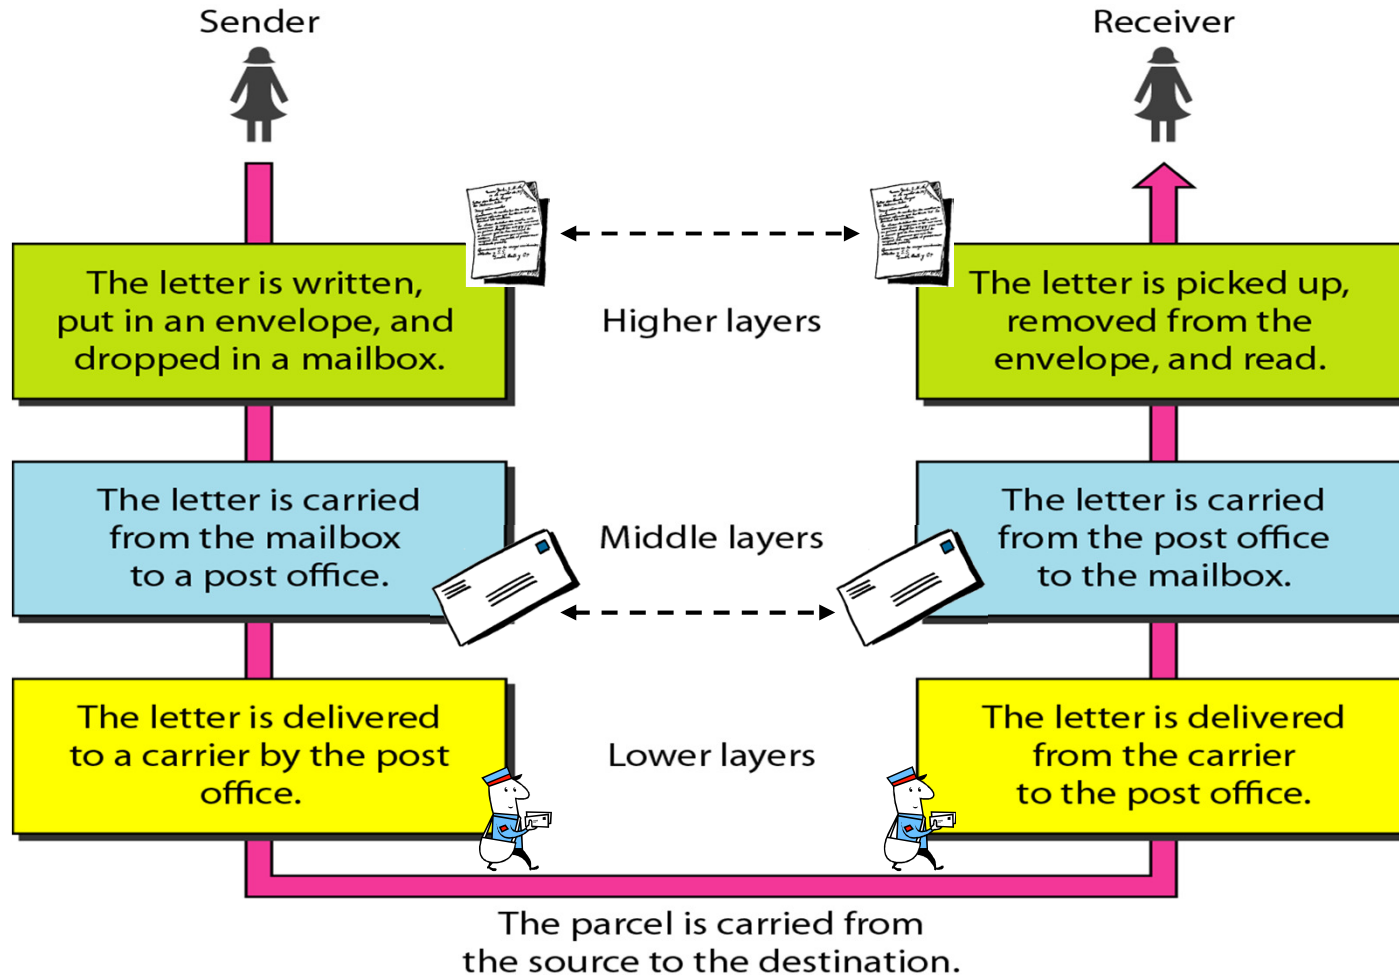 Sender
Receiver
The letter is written,
put in an envelope, and
dropped in a mailbox.
Higher layers
The letter is picked up,
removed from the
envelope, and read.
The letter is carried
from the mailbox
to a post office.
Middle layers
The letter is carried
from the post office
to the mailbox.
The letter is delivered
to a carrier by the post
office.
Lower layers
The letter is delivered
from the carrier
to the post office.
The parcel is carried from
the source to the destination.